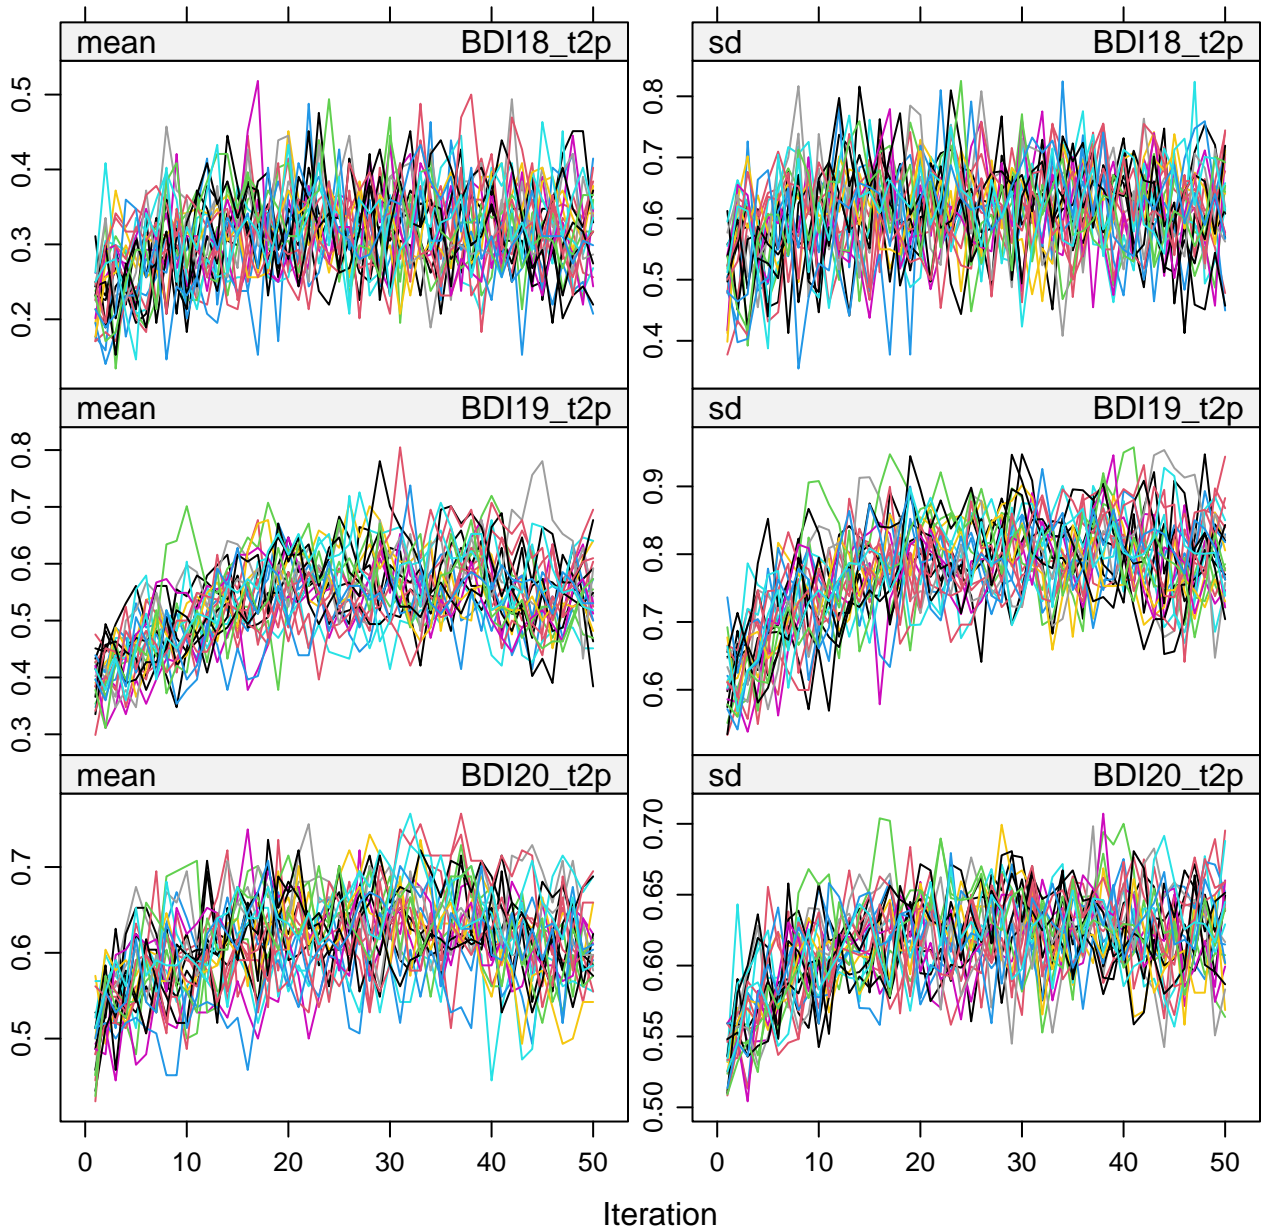 mean BDI18_t2p sd BDI18_t2p
0.5 0.4 0.3 0.2
0.8 0.7 0.6 0.5 0.4
mean BDI19_t2p sd BDI19_t2p
0.8 0.7 0.6 0.5 0.4 0.3
0.9 0.8 0.7 0.6
mean BDI20_t2p sd BDI20_t2p
0.7 0.6 0.5
0.70 0.65 0.60 0.55 0.50
0 10 20 30 40 50 0 10 20 30 40 50
Iteration